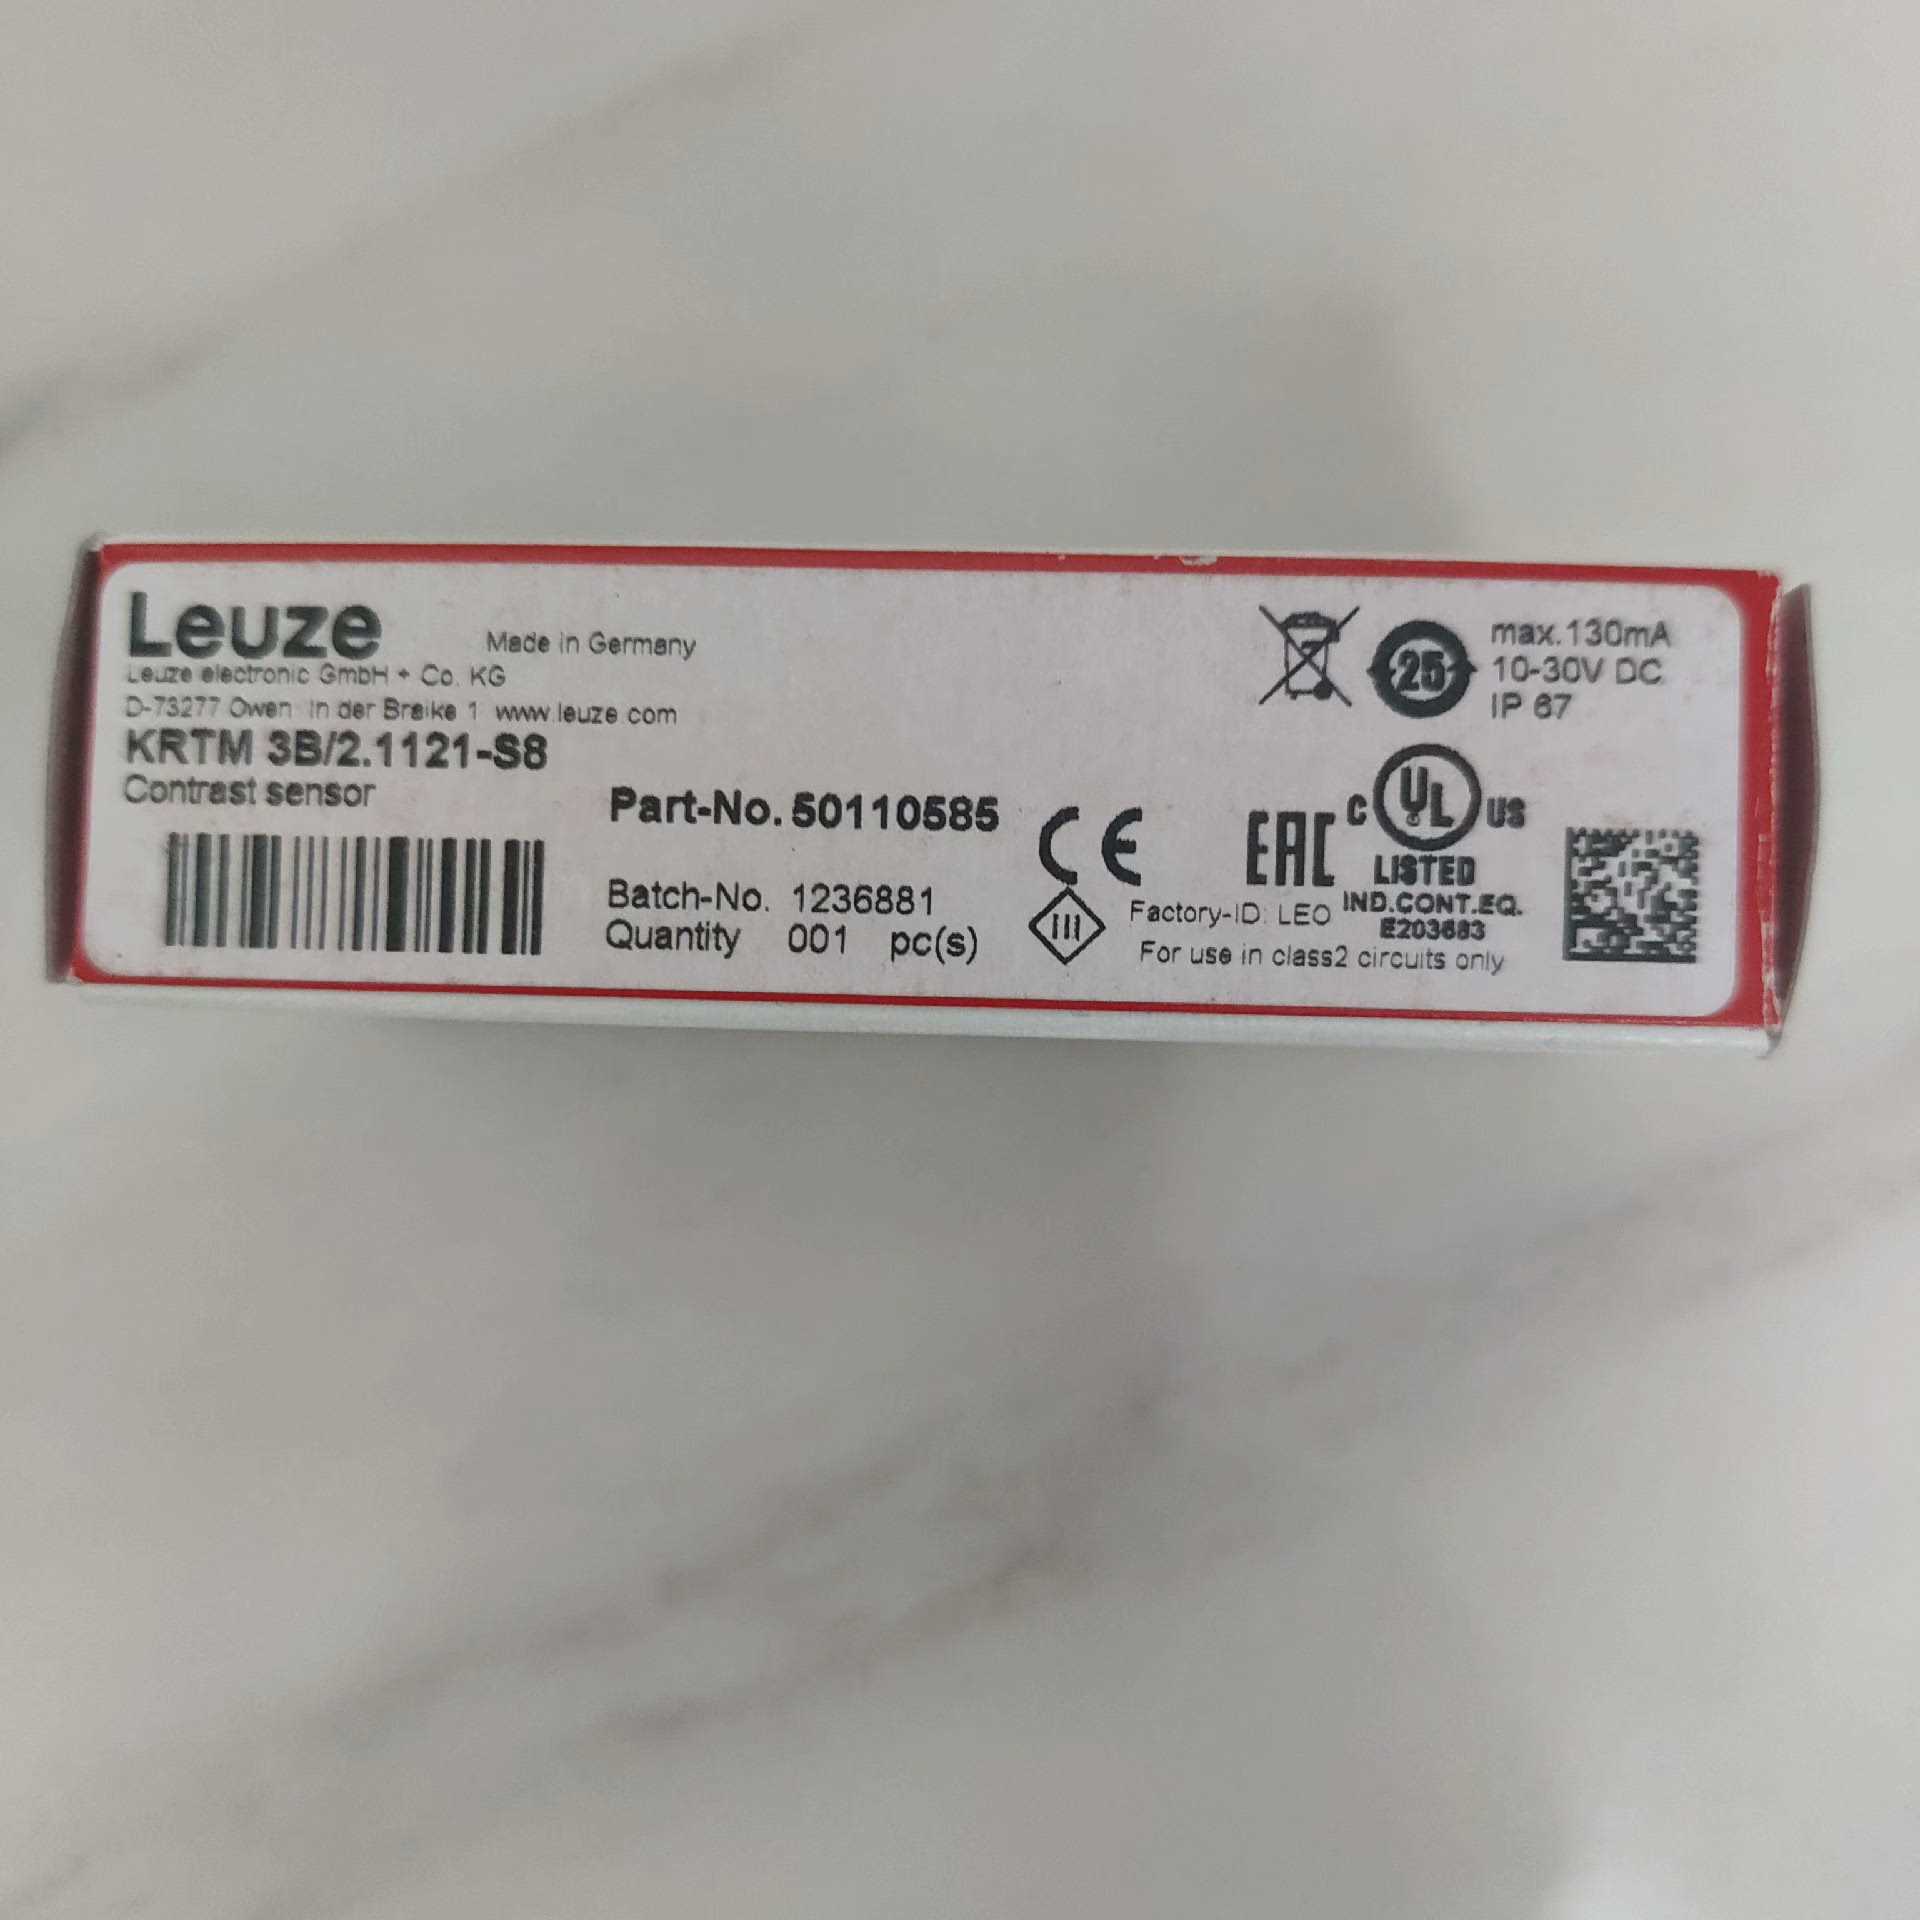 Leuze Made in Germany
Leuze electronic GmbH + Co. KG
D-73277 Owen In der Braike 1 www.leuze.com
KRTM 3B/2.1121-S8
Contrast sensor
Part-No. 50110585
Batch-No. 1236881
Quantity 001 pc(s)
CE
III
EAC
Factory-ID: LEO
For use in class2 circuits only
25
max.130mA
10-30V DC
IP 67
C UL US
LISTED
IND.CONT.EQ.
E203683